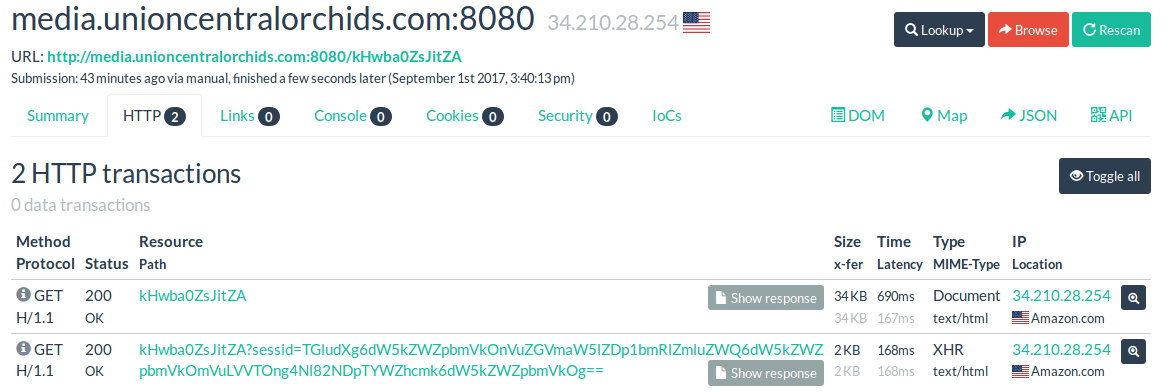 media.unioncentralorchids.com:8080 34.210.28.254
Lookup Browse Rescan
URL: http://media.unioncentralorchids.com:8080/kHwba0ZsJitZA
Submission: 43 minutes ago via manual, finished a few seconds later (September 1st 2017, 3:40:13 pm)
Summary HTTP 2 Links 0 Console 0 Cookies 0 Security 0 IoCs DOM Map JSON API
2 HTTP transactions
Toggle all
0 data transactions
Method Resource Size Time Type IP
Protocol Status Path x-fer Latency MIME-Type Location
GET 200 kHwba0ZsJitZA Show response 34 KB 690ms Document 34.210.28.254
H/1.1 OK 34 KB 167ms text/html Amazon.com
GET 200 kHwba0ZsJitZA?sessid=TGludXg6dW5kZWZpbmVkOnVuZGVmaW5lZDp1bmRlZmluZWQ6dW5kZWZ 2 KB 168ms XHR 34.210.28.254
H/1.1 OK pbmVkOmVuLVVTOng4Nl82NDpTYWZhcmk6dW5kZWZpbmVkOg== Show response 2 KB 168ms text/html Amazon.com